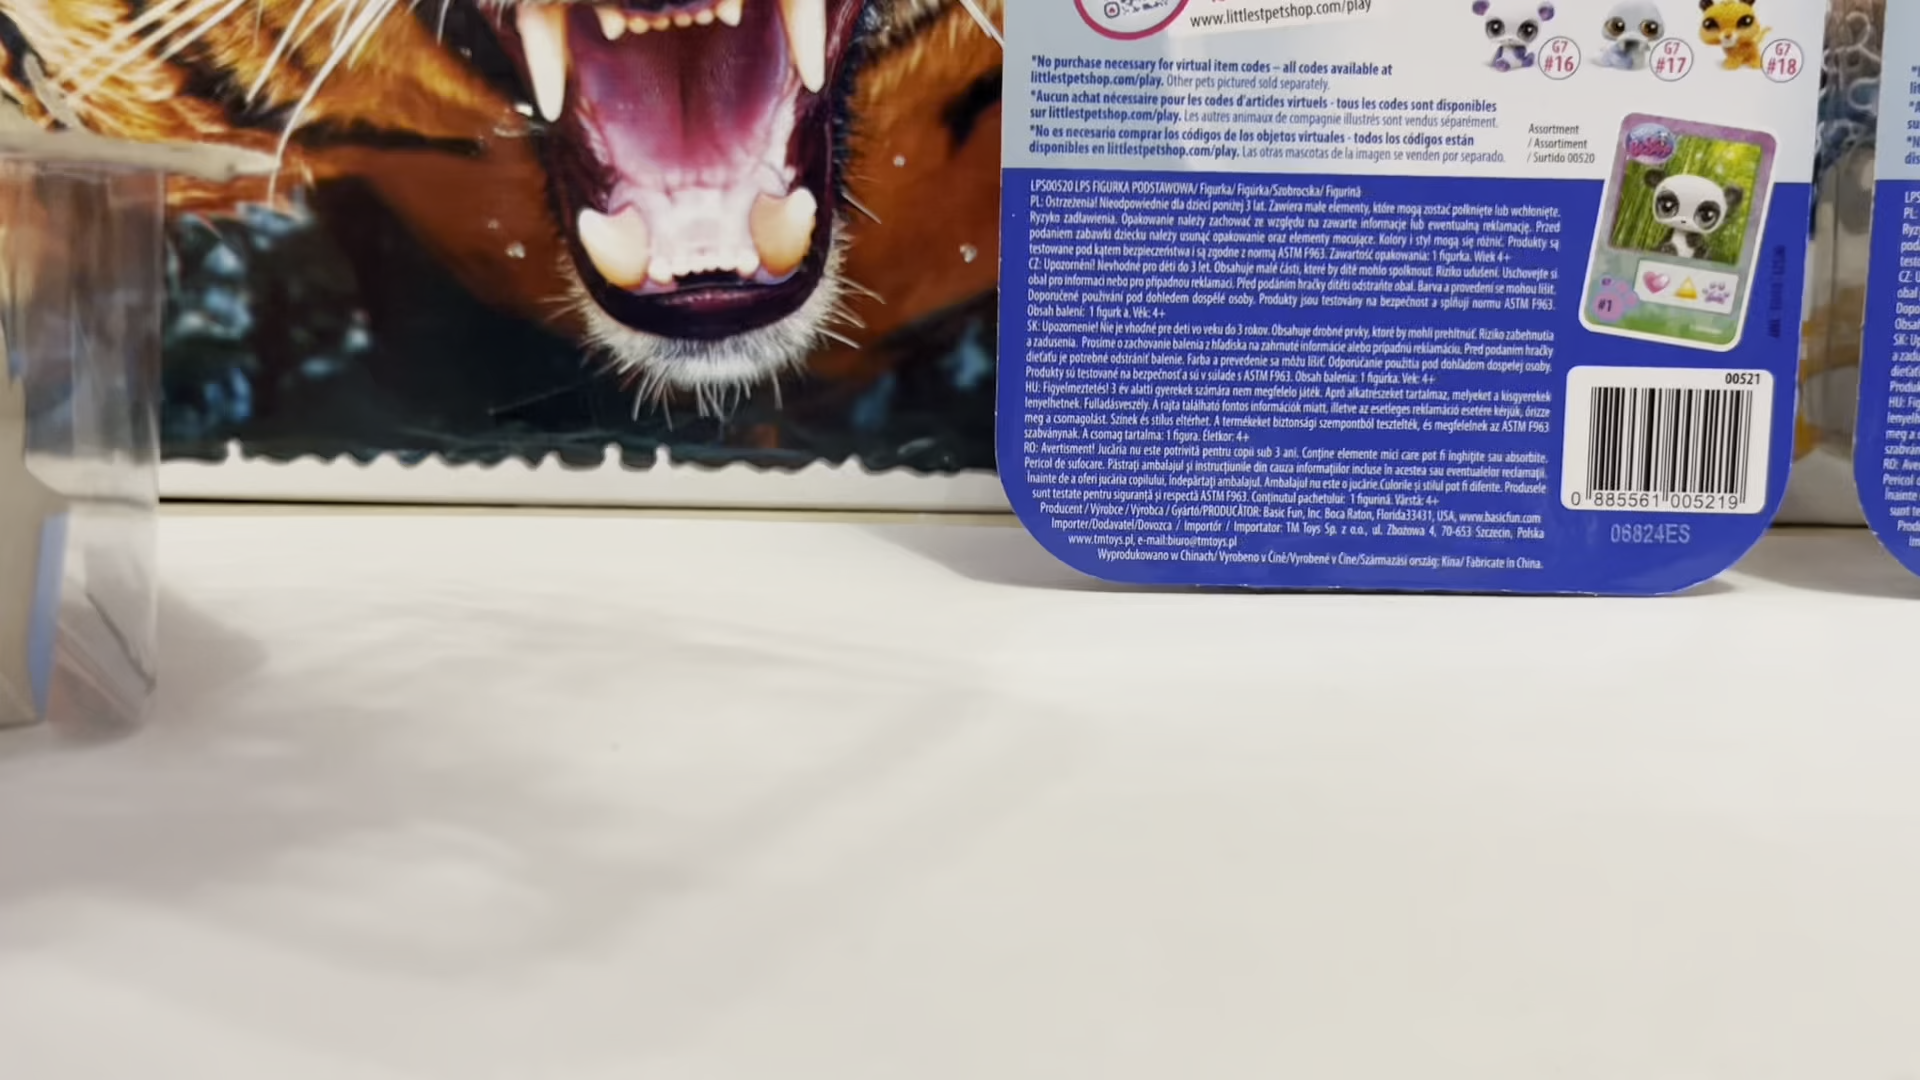 www.littlestpetshop.com/play
G7 #16
G7 #17
G7 #18
*No purchase necessary for virtual item codes – all codes available at
littlestpetshop.com/play. Other pets pictured sold separately.
*Aucun achat nécessaire pour les codes d'articles virtuels - tous les codes sont disponibles
sur littlestpetshop.com/play. Les autres animaux de compagnie illustrés sont vendus séparément.
*No es necesario comprar los códigos de los objetos virtuales - todos los códigos están
disponibles en littlestpetshop.com/play. Las otras mascotas de la imagen se venden por separado.
Assortment
/ Assortiment
/ Surtido 00520
LPS00520 LPS FIGURKA PODSTAWOWA/ Figurka/ Figúrka/Szobrocska/ Figurină
PL: Ostrzeżenia! Nieodpowiednie dla dzieci poniżej 3 lat. Zawiera małe elementy, które mogą zostać połknięte lub wchłonięte.
Ryzyko zadławienia. Opakowanie należy zachować ze względu na zawarte informacje lub ewentualną reklamację. Przed
podaniem zabawki dziecku należy usunąć opakowanie oraz elementy mocujące. Kolory i styl mogą się różnić. Produkty są
testowane pod kątem bezpieczeństwa i są zgodne z normą ASTM F963. Zawartość opakowania: 1 figurka. Wiek 4+
CZ: Upozornění! Nevhodné pro děti do 3 let. Obsahuje malé části, které by dítě mohlo spolknout. Riziko udušení. Uschovejte si
obal pro informaci nebo pro případnou reklamaci. Před podáním hračky dítěti odstraňte obal. Barva a provedení se mohou lišit.
Doporučené používání pod dohledem dospělé osoby. Produkty jsou testovány na bezpečnost a splňují normu ASTM F963.
Obsah balení: 1 figurk a. Věk: 4+
SK: Upozornenie! Nie je vhodné pre deti vo veku do 3 rokov. Obsahuje drobné prvky, ktoré by mohli prehltnúť. Riziko zabehnutia
a zadusenia. Prosíme o zachovanie balenia z hľadiska na zahrnuté informácie alebo prípadnú reklamáciu. Pred podaním hračky
dieťaťu je potrebné odstrániť balenie. Farba a prevedenie sa môžu líšiť. Odporúčanie použitia pod dohľadom dospelej osoby.
Produkty sú testované na bezpečnosť a sú v súlade s ASTM F963. Obsah balenia: 1 figúrka. Vek: 4+
HU: Figyelmeztetés! 3 év alatti gyerekek számára nem megfelelő játék. Apró alkatrészeket tartalmaz, melyeket a kisgyerekek
lenyelhetnek. Fulladásveszély. A rajta található fontos információk miatt, illetve az esetleges reklamáció esetére kérjük, őrizze
meg a csomagolást. Színek és stílus eltérhet. A termékeket biztonsági szempontból tesztelték, és megfelelnek az ASTM F963
szabványnak. A csomag tartalma: 1 figura. Életkor: 4+
RO: Avertisment! Jucăria nu este potrivită pentru copii sub 3 ani. Conține elemente mici care pot fi înghițite sau absorbite.
Pericol de sufocare. Păstrați ambalajul și instrucțiunile din cauza informațiilor incluse în acestea sau eventualelor reclamații.
Înainte de a oferi jucăria copilului, îndepărtați ambalajul. Ambalajul nu este o jucărie.Culorile și stilul pot fi diferite. Produsele
sunt testate pentru siguranță și respectă ASTM F963. Conținutul pachetului: 1 figurină. Vârstă: 4+
Producent / Výrobce / Výrobca / Gyártó/PRODUCĂTOR: Basic Fun, Inc. Boca Raton, Florida33431, USA, www.basicfun.com
Importer/Dodavatel/Dovozca / Importőr / Importator: TM Toys Sp. z o.o., ul. Zbożowa 4, 70-653 Szczecin, Polska
www.tmtoys.pl, e-mail:biuro@tmtoys.pl
Wyprodukowano w Chinach/ Vyrobeno v Číně/Vyrobené v Číne/Származási ország: Kína/ Fabricate în China.
#1
00521
0 885561 005219
06824ES